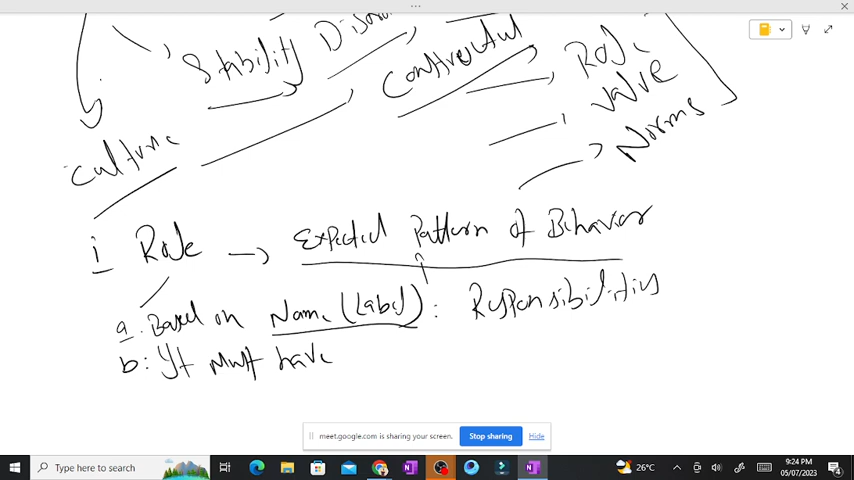 Stability
Contractual
Role
Value
Norms
Culture
i Role → Expected Pattern of Behavior
a. Based on Name (Label): Responsibilities
b: It Must have
meet.google.com is sharing your screen.
Stop sharing
Hide
Type here to search
26°C
9:24 PM
05/07/2023
4